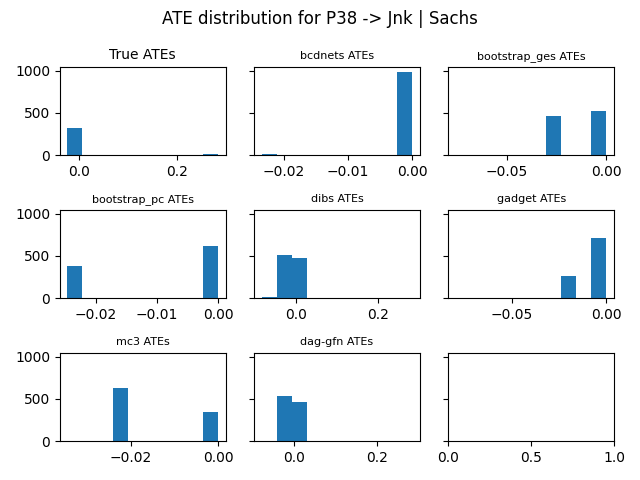 ATE distribution for P38 -> Jnk | Sachs
True ATEs
bcdnets ATEs
bootstrap_ges ATEs
1000
500
0
0.0 0.2
−0.02 −0.01 0.00
−0.05 0.00
bootstrap_pc ATEs
dibs ATEs
gadget ATEs
1000
500
0
−0.02 −0.01 0.00
0.0 0.2
−0.05 0.00
mc3 ATEs
dag-gfn ATEs
1000
500
0
−0.02 0.00
0.0 0.2
0.0 0.5 1.0